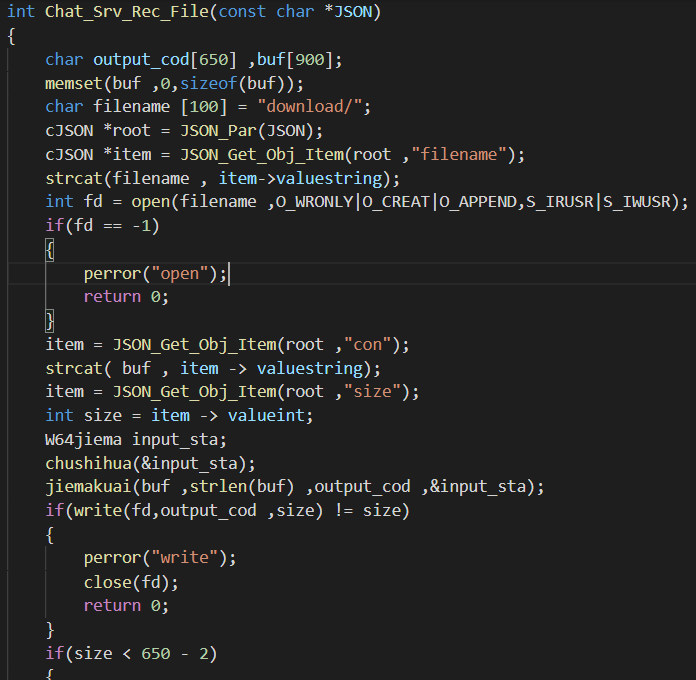 int Chat_Srv_Rec_File(const char *JSON)
{
char output_cod[650] ,buf[900];
memset(buf ,0,sizeof(buf));
char filename [100] = "download/";
cJSON *root = JSON_Par(JSON);
cJSON *item = JSON_Get_Obj_Item(root ,"filename");
strcat(filename , item->valuestring);
int fd = open(filename ,O_WRONLY|O_CREAT|O_APPEND,S_IRUSR|S_IWUSR);
if(fd == -1)
{
perror("open");
return 0;
}
item = JSON_Get_Obj_Item(root ,"con");
strcat( buf , item -> valuestring);
item = JSON_Get_Obj_Item(root ,"size");
int size = item -> valueint;
W64jiema input_sta;
chushihua(&input_sta);
jiemakuai(buf ,strlen(buf) ,output_cod ,&input_sta);
if(write(fd,output_cod ,size) != size)
{
perror("write");
close(fd);
return 0;
}
if(size < 650 - 2)
{